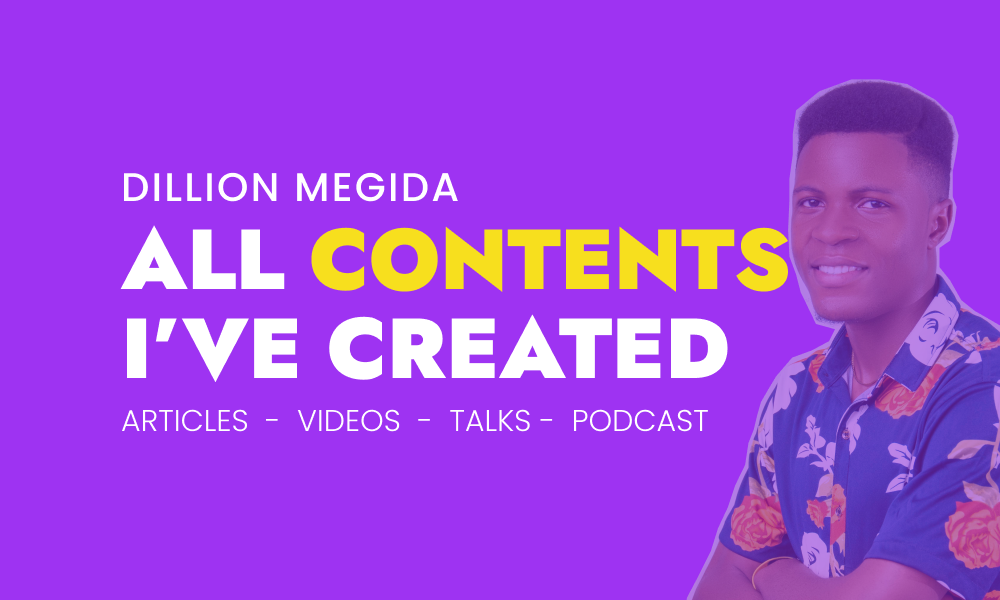 DILLION MEGIDA
ALL CONTENTS
I'VE CREATED
ARTICLES - VIDEOS - TALKS - PODCAST